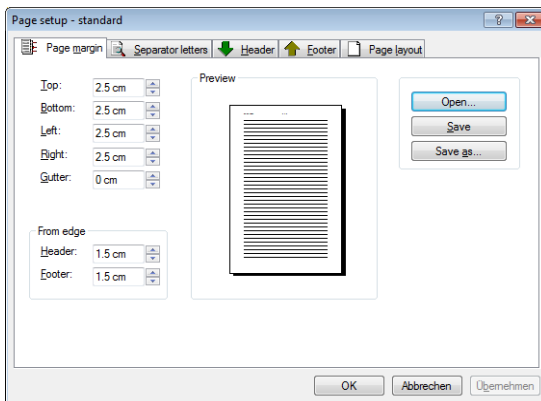 Page setup - standard
Page margin Separator letters Header Footer Page layout
Top: 2.5 cm
Bottom: 2.5 cm
Left: 2.5 cm
Right: 2.5 cm
Gutter: 0 cm
From edge
Header: 1.5 cm
Footer: 1.5 cm
Preview
Open...
Save
Save as...
OK Abbrechen Übernehmen